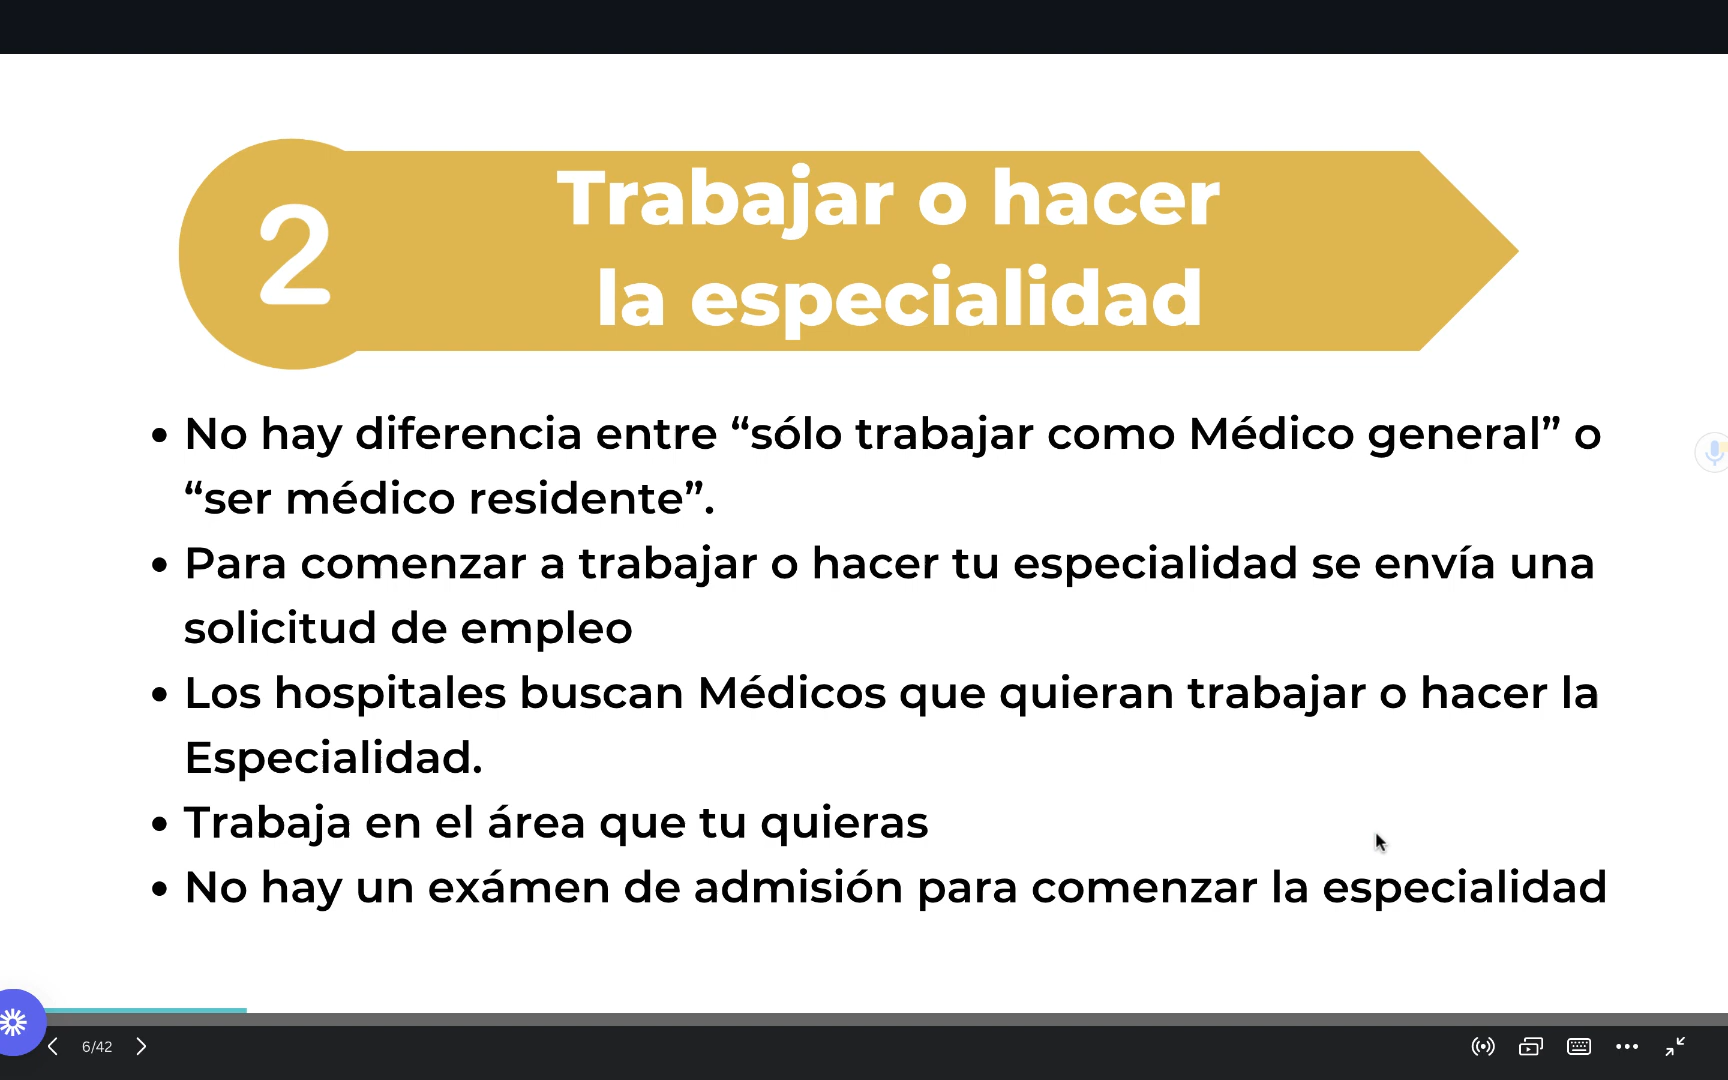 2
Trabajar o hacer
la especialidad
• No hay diferencia entre “sólo trabajar como Médico general” o
“ser médico residente”.
• Para comenzar a trabajar o hacer tu especialidad se envía una
solicitud de empleo
• Los hospitales buscan Médicos que quieran trabajar o hacer la
Especialidad.
• Trabaja en el área que tu quieras
• No hay un exámen de admisión para comenzar la especialidad
6/42